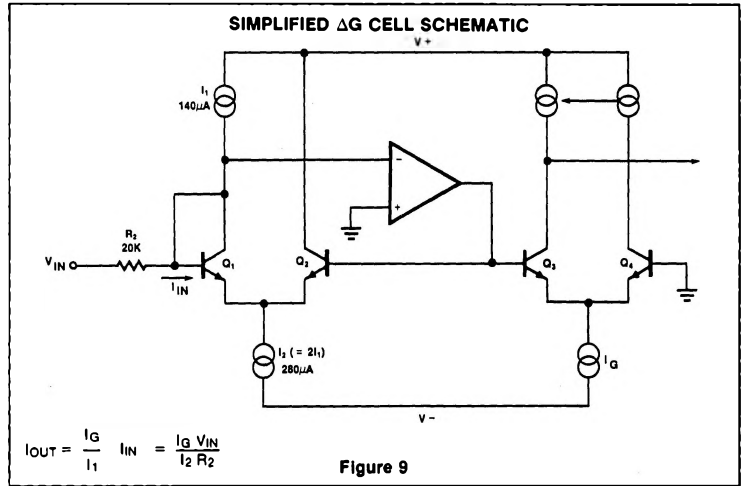 SIMPLIFIED ΔG CELL SCHEMATIC
V+
I₁
140µA
−
+
R₂
20K
VIN
IIN
Q₁
Q₂
Q₃
Q₄
I₂ (= 2I₁)
280µA
IG
V−
IOUT = IG/I₁ IIN = IG VIN/I₂ R₂
Figure 9